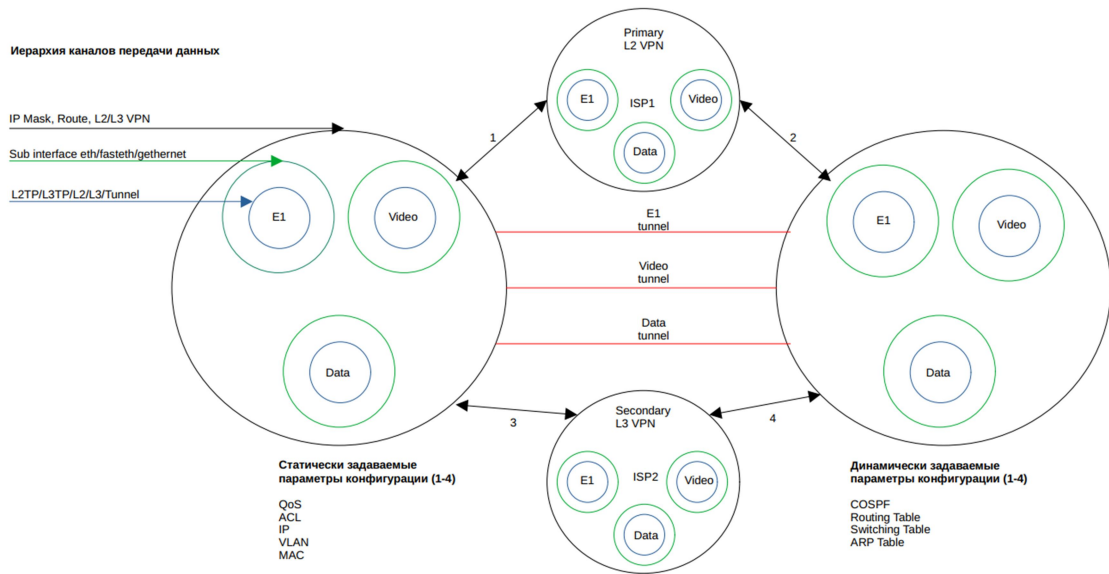 Иерархия каналов передачи данных
IP Mask, Route, L2/L3 VPN
Sub interface eth/fasteth/gethernet
L2TP/L3TP/L2/L3/Tunnel
E1
Video
Data
Primary
L2 VPN
E1
ISP1
Video
Data
1
2
E1
tunnel
Video
tunnel
Data
tunnel
E1
Video
Data
3
4
Secondary
L3 VPN
E1
ISP2
Video
Data
Статически задаваемые
параметры конфигурации (1-4)
QoS
ACL
IP
VLAN
MAC
Динамически задаваемые
параметры конфигурации (1-4)
COSPF
Routing Table
Switching Table
ARP Table